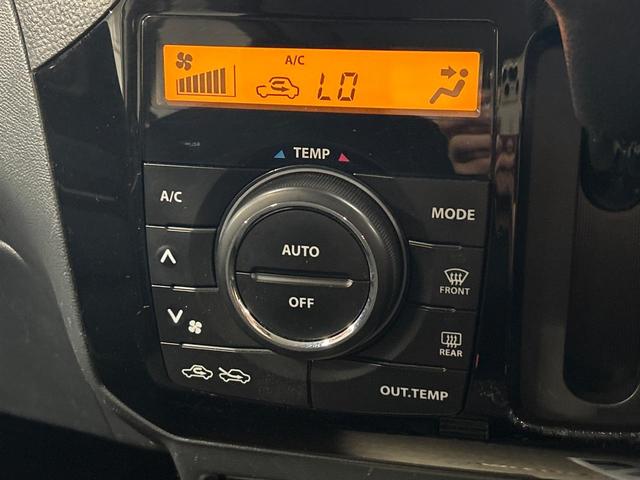 A/C
LO
TEMP
A/C
MODE
AUTO
OFF
FRONT
REAR
OUT.TEMP